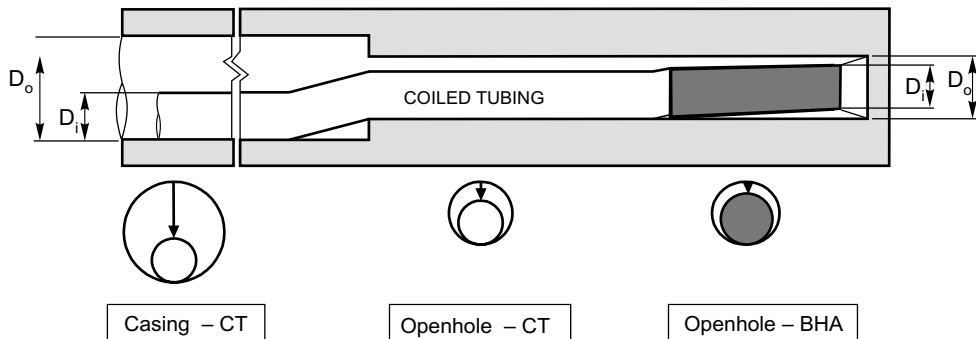 Dₒ
Dᵢ
COILED TUBING
Dᵢ
Dₒ
Casing – CT
Openhole – CT
Openhole – BHA